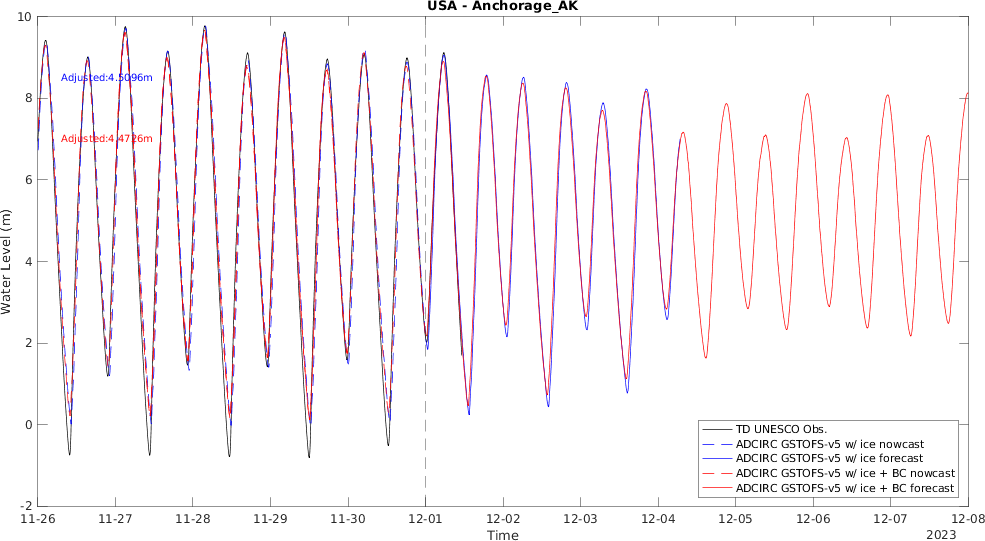 USA - Anchorage_AK
10
8
6
4
2
0
-2
Water Level (m)
Adjusted:4.5096m
Adjusted:4.4726m
TD UNESCO Obs.
ADCIRC GSTOFS-v5 w/ ice nowcast
ADCIRC GSTOFS-v5 w/ ice forecast
ADCIRC GSTOFS-v5 w/ ice + BC nowcast
ADCIRC GSTOFS-v5 w/ ice + BC forecast
11-26 11-27 11-28 11-29 11-30 12-01 12-02 12-03 12-04 12-05 12-06 12-07 12-08
Time
2023